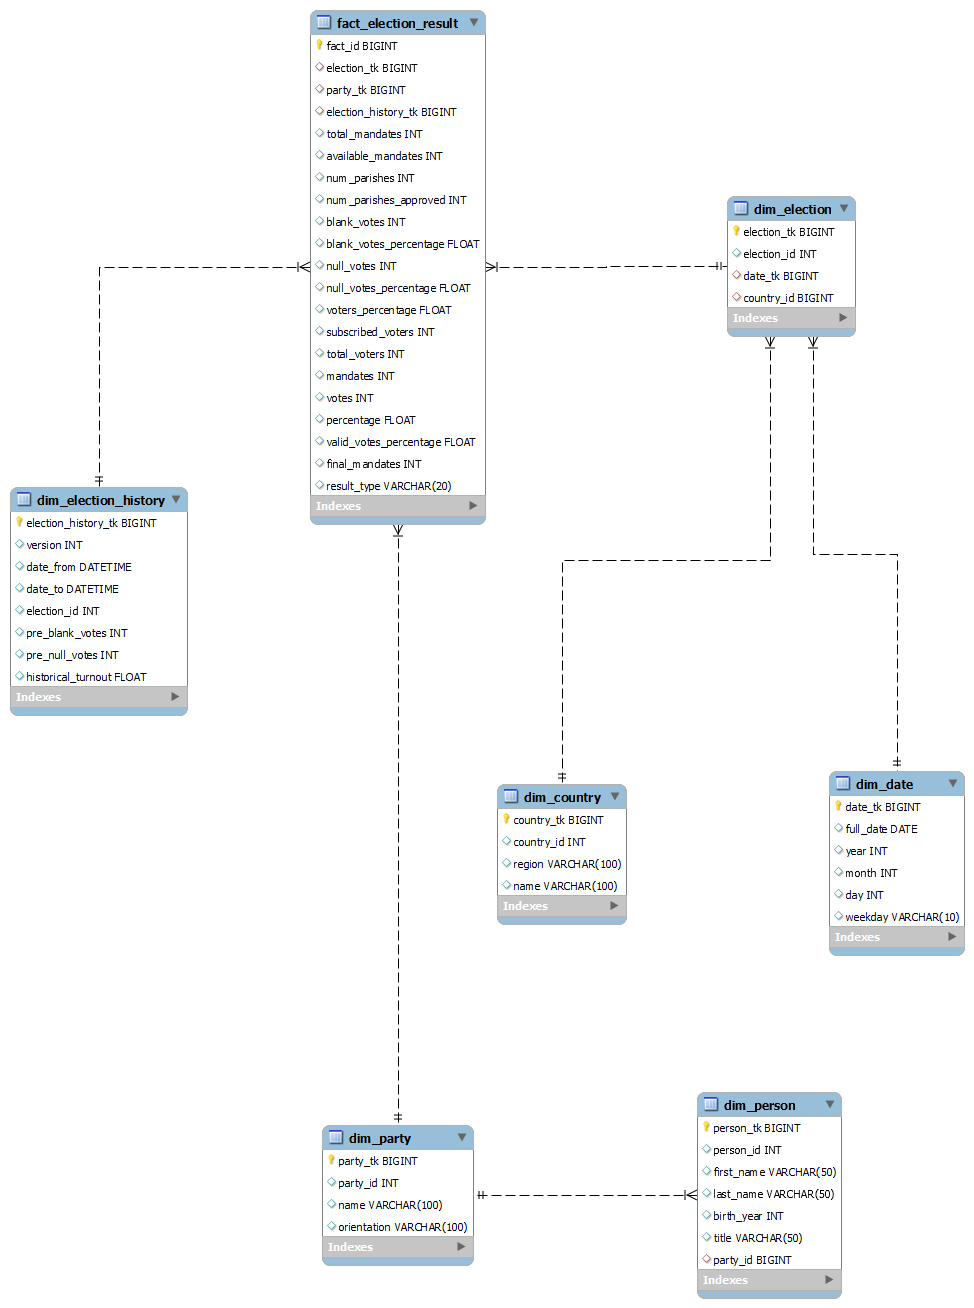 fact_election_result
fact_id BIGINT
election_tk BIGINT
party_tk BIGINT
election_history_tk BIGINT
total_mandates INT
available_mandates INT
num_parishes INT
num_parishes_approved INT
blank_votes INT
blank_votes_percentage FLOAT
null_votes INT
null_votes_percentage FLOAT
voters_percentage FLOAT
subscribed_voters INT
total_voters INT
mandates INT
votes INT
percentage FLOAT
valid_votes_percentage FLOAT
final_mandates INT
result_type VARCHAR(20)
Indexes
dim_election
election_tk BIGINT
election_id INT
date_tk BIGINT
country_id BIGINT
Indexes
dim_election_history
election_history_tk BIGINT
version INT
date_from DATETIME
date_to DATETIME
election_id INT
pre_blank_votes INT
pre_null_votes INT
historical_turnout FLOAT
Indexes
dim_country
country_tk BIGINT
country_id INT
region VARCHAR(100)
name VARCHAR(100)
Indexes
dim_date
date_tk BIGINT
full_date DATE
year INT
month INT
day INT
weekday VARCHAR(10)
Indexes
dim_party
party_tk BIGINT
party_id INT
name VARCHAR(100)
orientation VARCHAR(100)
Indexes
dim_person
person_tk BIGINT
person_id INT
first_name VARCHAR(50)
last_name VARCHAR(50)
birth_year INT
title VARCHAR(50)
party_id BIGINT
Indexes